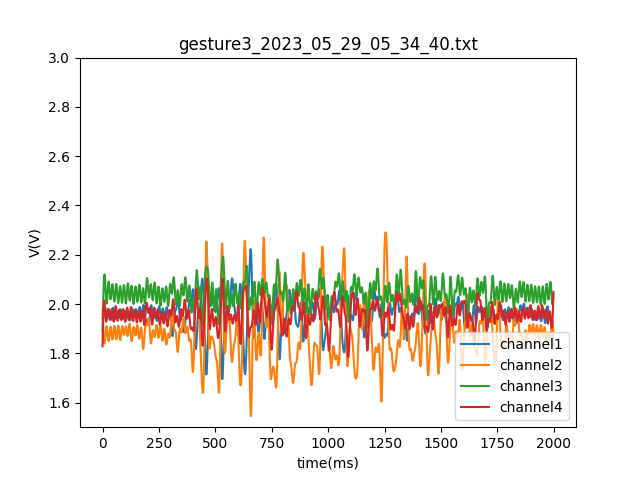 gesture3_2023_05_29_05_34_40.txt
3.0
2.8
2.6
2.4
2.2
2.0
1.8
1.6
V(V)
0 250 500 750 1000 1250 1500 1750 2000
time(ms)
channel1
channel2
channel3
channel4